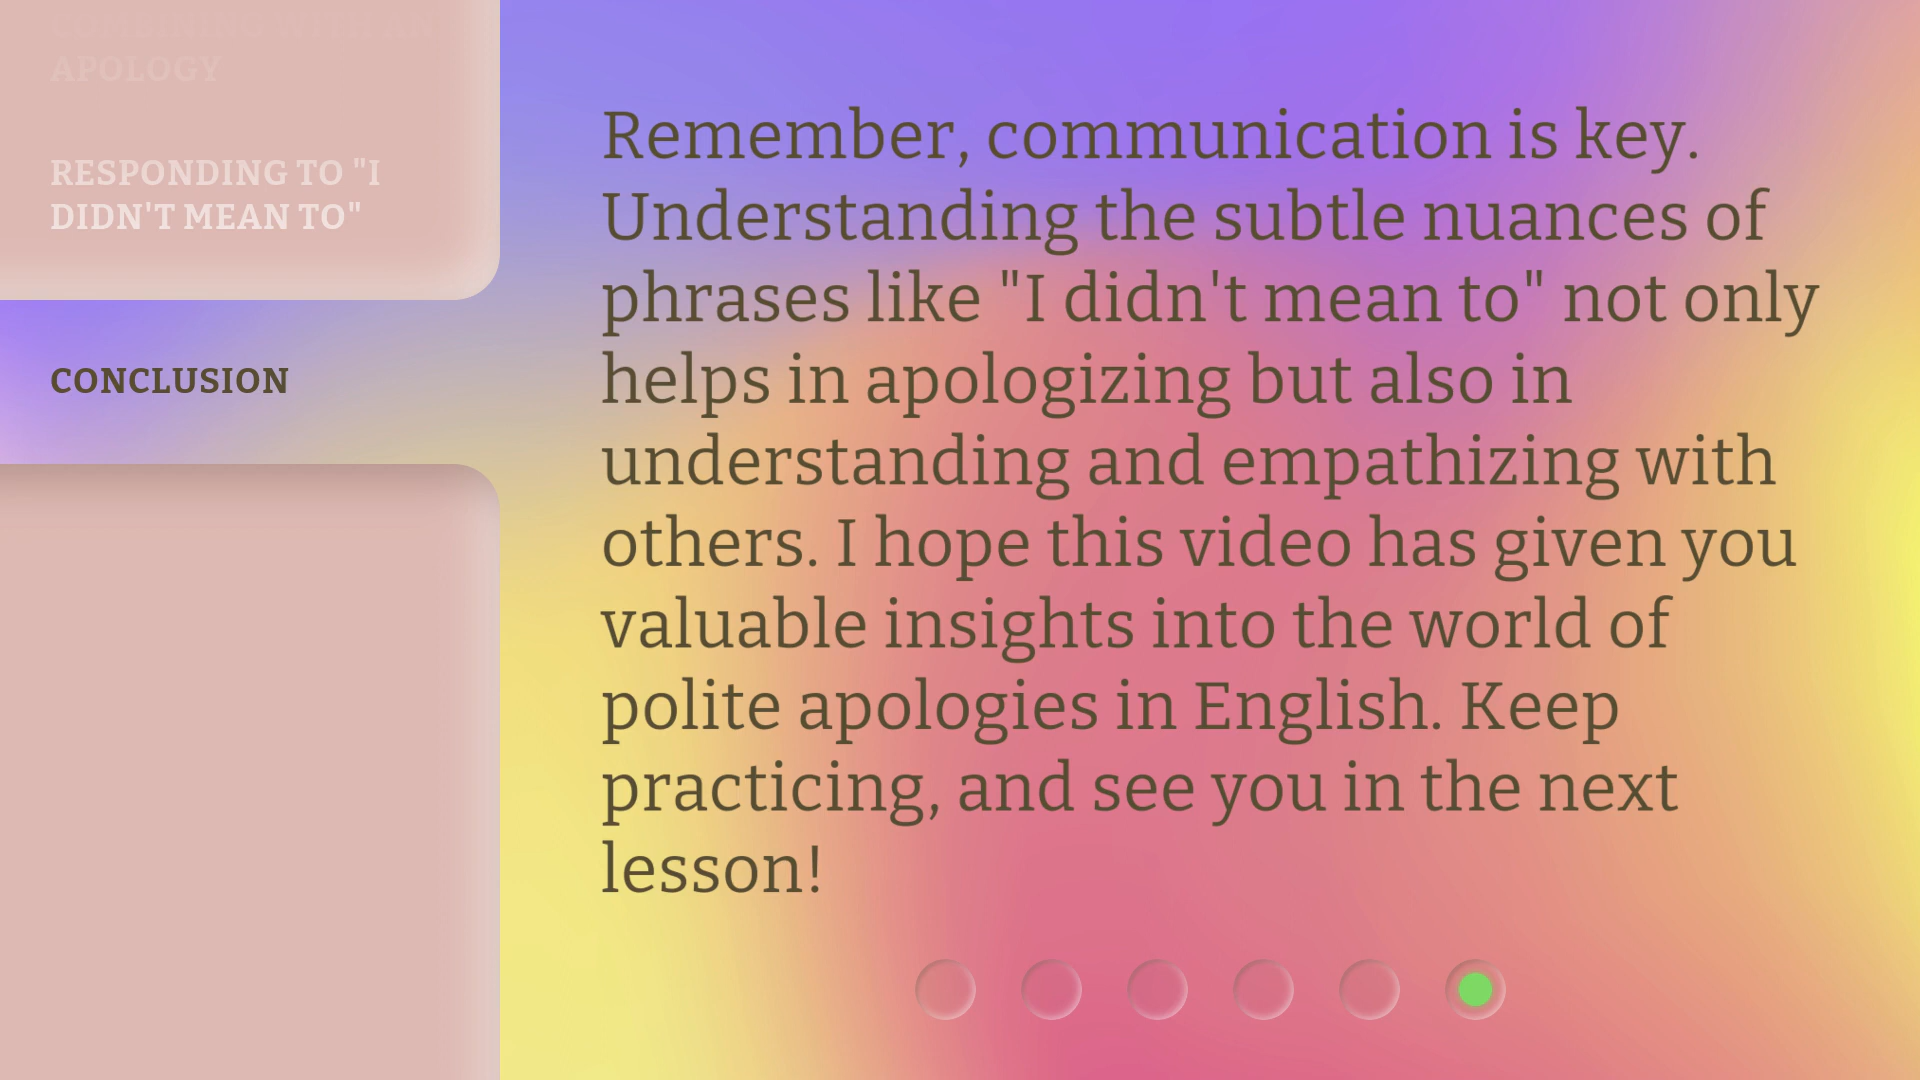 COMBINING WITH AN
APOLOGY
RESPONDING TO "I
DIDN'T MEAN TO"
CONCLUSION
Remember, communication is key.
Understanding the subtle nuances of
phrases like "I didn't mean to" not only
helps in apologizing but also in
understanding and empathizing with
others. I hope this video has given you
valuable insights into the world of
polite apologies in English. Keep
practicing, and see you in the next
lesson!